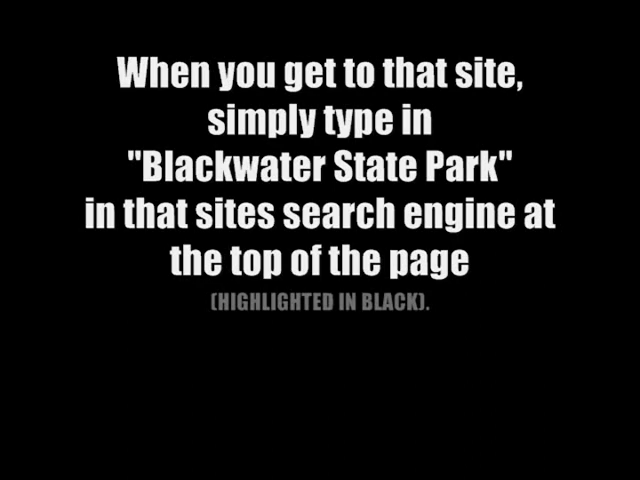 When you get to that site,
simply type in
"Blackwater State Park"
in that sites search engine at
the top of the page
(HIGHLIGHTED IN BLACK).